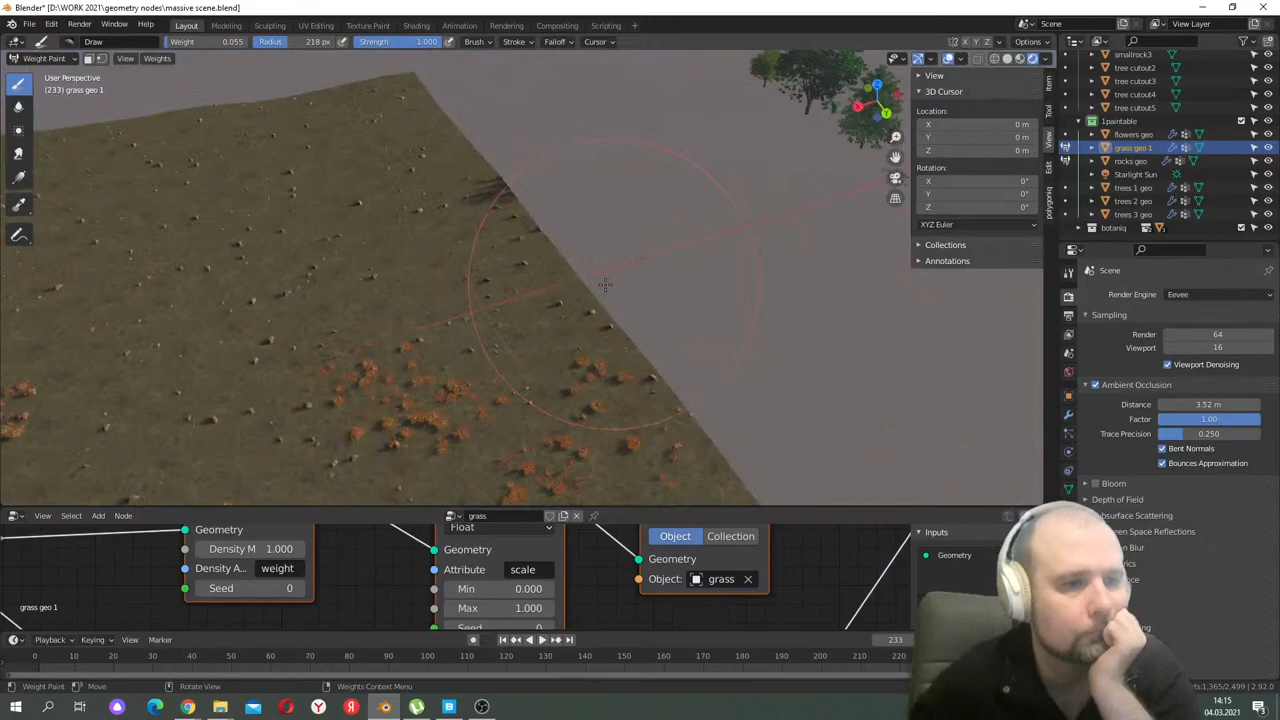 Blender* [D:\WORK 2021\geometry nodes\massive scene.blend]
File Edit Render Window Help Layout Modeling Sculpting UV Editing Texture Paint Shading Animation Rendering Compositing Scripting + Scene View Layer
Draw Weight 0.055 Radius 218 px Strength 1.000 Brush Stroke Falloff Cursor X Y Z Options
Weight Paint View Weights
User Perspective
(233) grass geo 1
X Y Z
View
3D Cursor
Location:
X 0 m
Y 0 m
Z 0 m
Rotation:
X 0°
Y 0°
Z 0°
XYZ Euler
Collections
Annotations
Item
Tool
View
Edit
polygoniq
smallrock3
tree cutout2
tree cutout3
tree cutout4
tree cutout5
1paintable
flowers geo
grass geo 1
rocks geo
Starlight Sun
trees 1 geo
trees 2 geo
trees 3 geo
botaniq
Scene
Render Engine Eevee
Sampling
Render 64
Viewport 16
Viewport Denoising
Ambient Occlusion
Distance 3.52 m
Factor 1.00
Trace Precision 0.250
Bent Normals
Bounces Approximation
Bloom
Depth of Field
View Select Add Node grass
Geometry
Density M 1.000
Density A... weight
Seed 0
Float
Geometry
Attribute scale
Min 0.000
Max 1.000
Object Collection
Geometry
Object: grass
Inputs
Geometry
grass geo 1
Playback Keying View Marker 233
0 10 20 30 40 50 60 70 80 90 100 110 120 130 140 150 160 170 180 190 200 210 220 230
Weight Paint Move Rotate View Weights Context Menu 2.92.0
14:15
04.03.2021